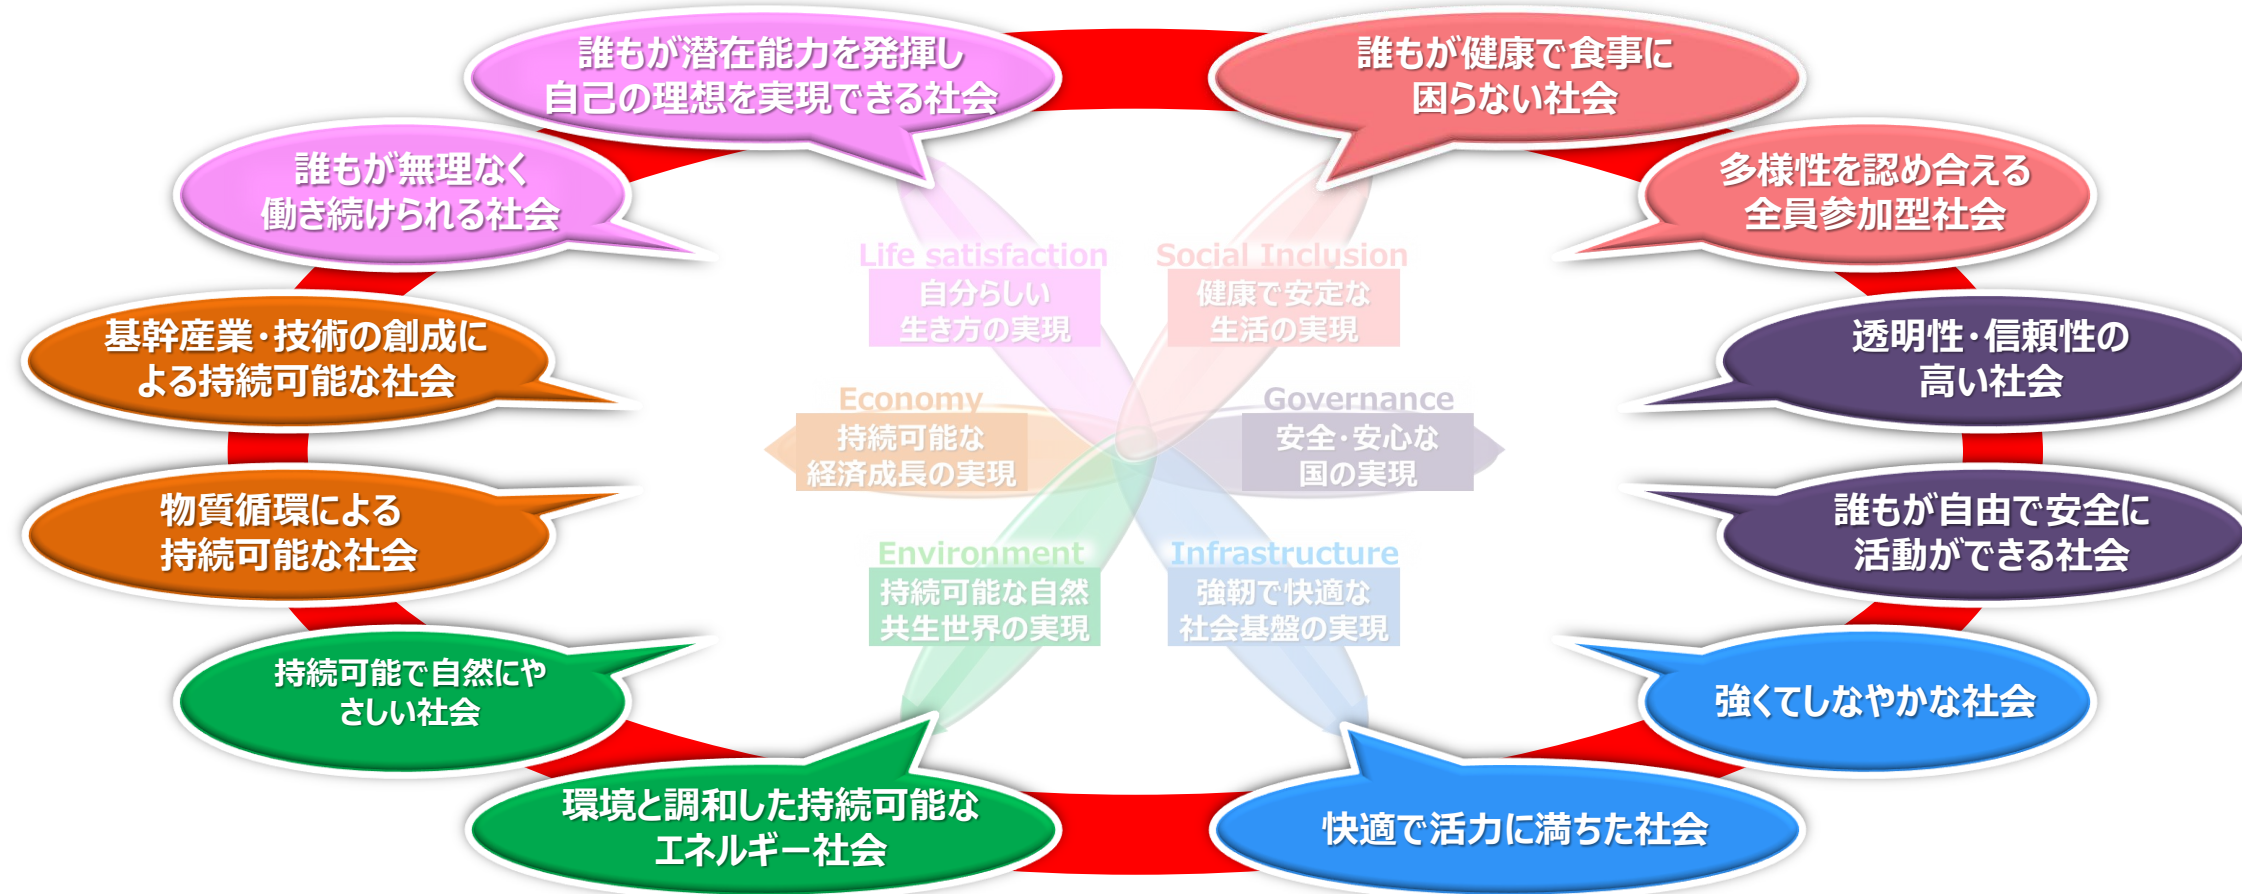 誰もが潜在能力を発揮し
自己の理想を実現できる社会
誰もが健康で食事に
困らない社会
誰もが無理なく
働き続けられる社会
多様性を認め合える
全員参加型社会
Life satisfaction
自分らしい
生き方の実現
Social Inclusion
健康で安定な
生活の実現
基幹産業・技術の創成に
よる持続可能な社会
透明性・信頼性の
高い社会
Economy
持続可能な
経済成長の実現
Governance
安全・安心な
国の実現
物質循環による
持続可能な社会
誰もが自由で安全に
活動ができる社会
Environment
持続可能な自然
共生世界の実現
Infrastructure
強靭で快適な
社会基盤の実現
持続可能で自然にや
さしい社会
強くてしなやかな社会
環境と調和した持続可能な
エネルギー社会
快適で活力に満ちた社会